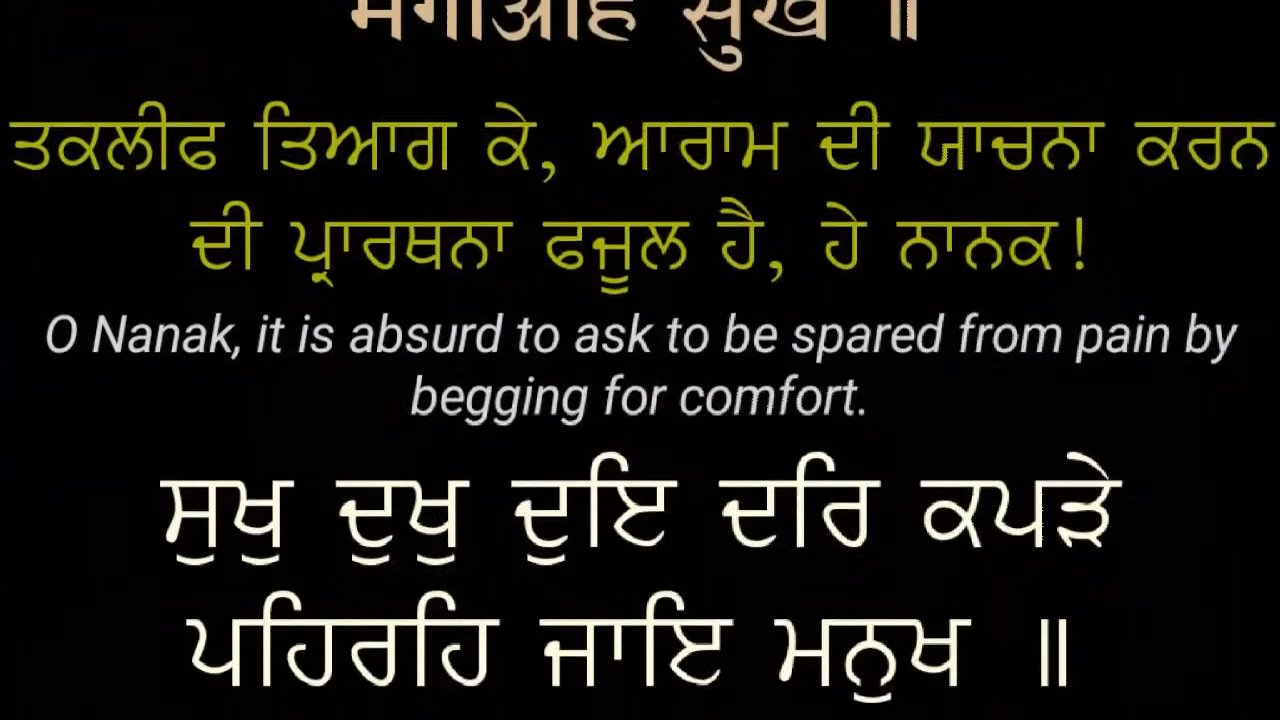 ਸੁਖ ॥
ਤਕਲੀਫ ਤਿਆਗ ਕੇ, ਆਰਾਮ ਦੀ ਯਾਚਨਾ ਕਰਨ
ਦੀ ਪ੍ਰਾਰਥਨਾ ਫਜੂਲ ਹੈ, ਹੇ ਨਾਨਕ!
O Nanak, it is absurd to ask to be spared from pain by
begging for comfort.
ਸੁਖੁ ਦੁਖੁ ਦੁਇ ਦਰਿ ਕਪੜੇ
ਪਹਿਰਹਿ ਜਾਇ ਮਨੁਖ ॥